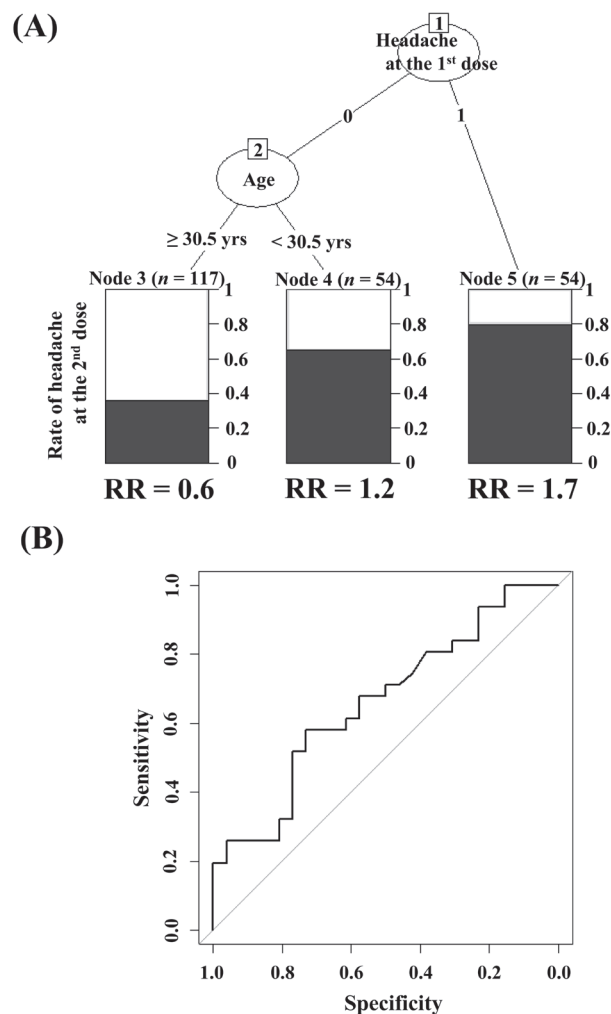 (A)
1
Headache
at the 1st dose
0
1
2
Age
≥ 30.5 yrs
< 30.5 yrs
Node 3 (n = 117)
Node 4 (n = 54)
Node 5 (n = 54)
Rate of headache
at the 2nd dose
1
0.8
0.6
0.4
0.2
0
1
0.8
0.6
0.4
0.2
0
1
0.8
0.6
0.4
0.2
0
RR = 0.6
RR = 1.2
RR = 1.7
(B)
Sensitivity
1.0
0.8
0.6
0.4
0.2
0.0
1.0 0.8 0.6 0.4 0.2 0.0
Specificity